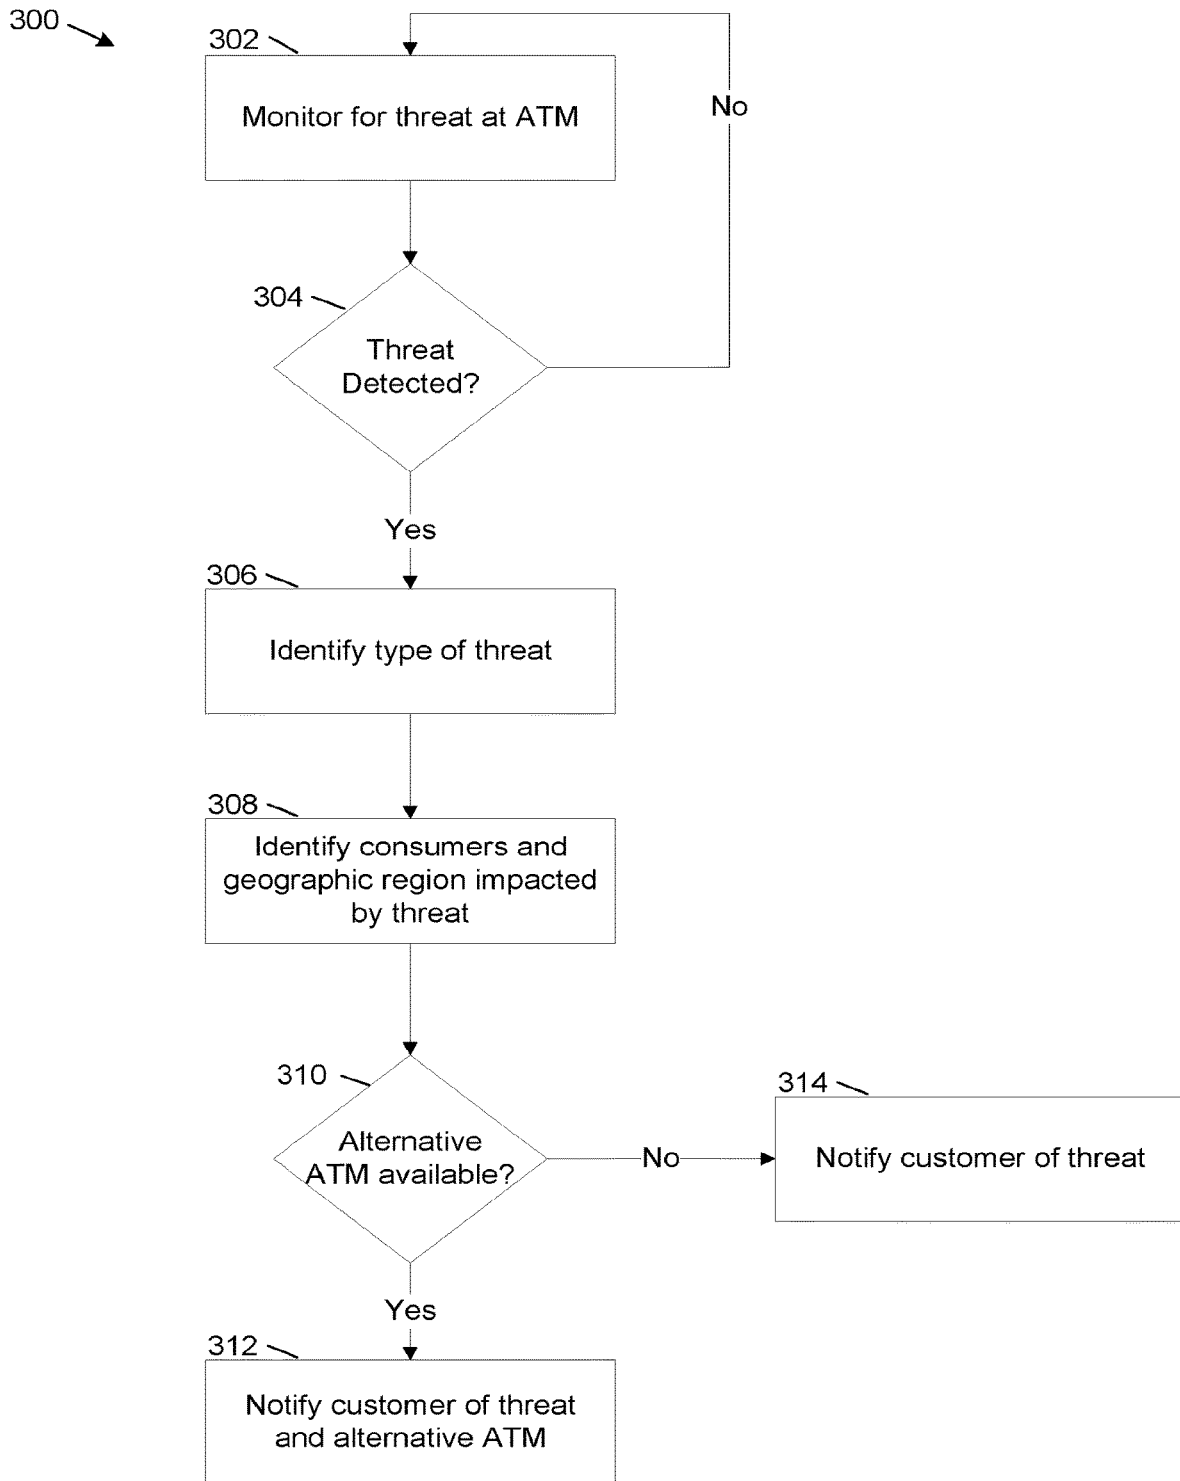 300
302
Monitor for threat at ATM
No
304
Threat
Detected?
Yes
306
Identify type of threat
308
Identify consumers and
geographic region impacted
by threat
310
Alternative
ATM available?
No
314
Notify customer of threat
Yes
312
Notify customer of threat
and alternative ATM